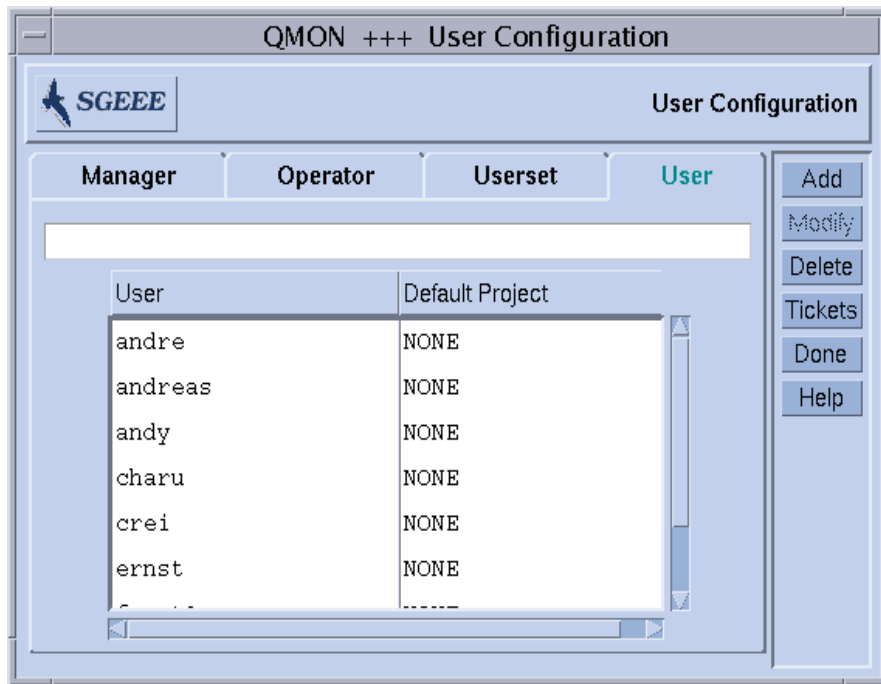 QMON +++ User Configuration
SGEEE
User Configuration
Manager Operator Userset User
Add
Modify
Delete
Tickets
Done
Help
User Default Project
andre NONE
andreas NONE
andy NONE
charu NONE
crei NONE
ernst NONE